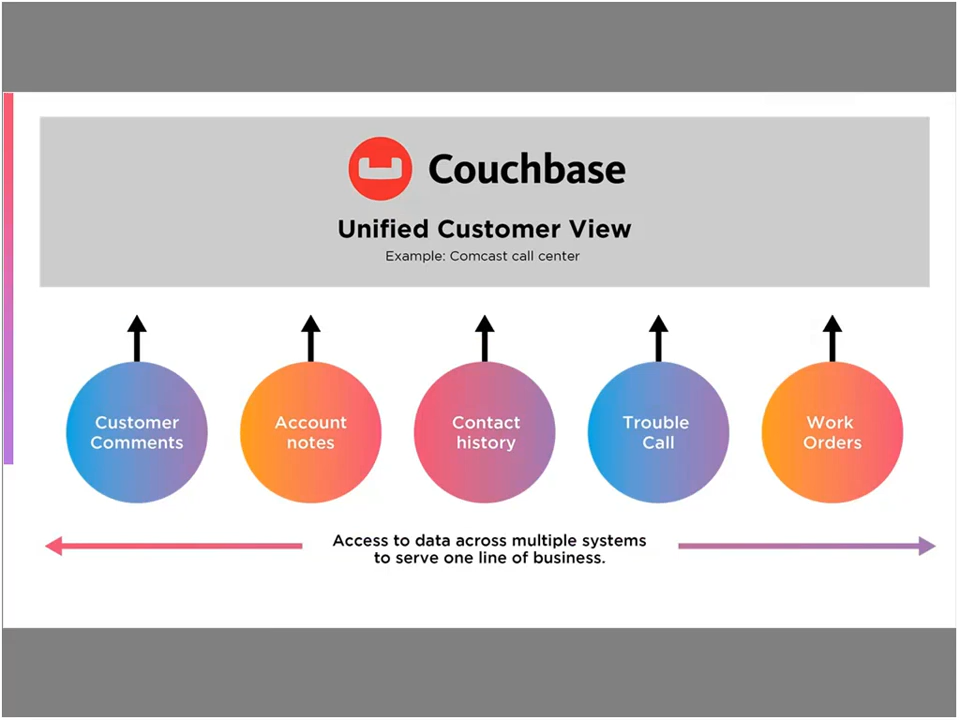 Couchbase
Unified Customer View
Example: Comcast call center
Customer
Comments
Account
notes
Contact
history
Trouble
Call
Work
Orders
Access to data across multiple systems
to serve one line of business.